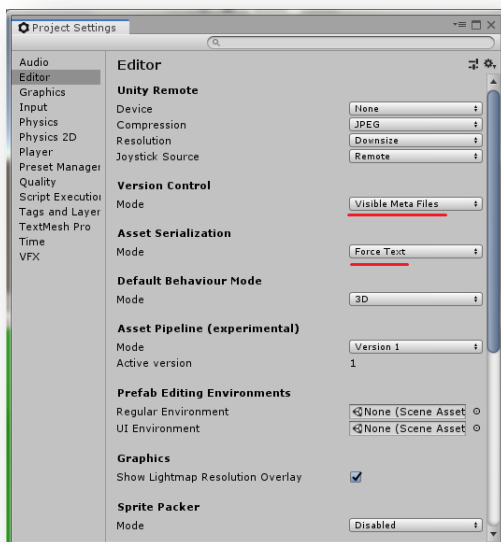 Project Settings
Audio
Editor
Graphics
Input
Physics
Physics 2D
Player
Preset Manager
Quality
Script Execution
Tags and Layer
TextMesh Pro
Time
VFX
Editor
Unity Remote
Device None
Compression JPEG
Resolution Downsize
Joystick Source Remote
Version Control
Mode Visible Meta Files
Asset Serialization
Mode Force Text
Default Behaviour Mode
Mode 3D
Asset Pipeline (experimental)
Mode Version 1
Active version 1
Prefab Editing Environments
Regular Environment None (Scene Asset
UI Environment None (Scene Asset
Graphics
Show Lightmap Resolution Overlay
Sprite Packer
Mode Disabled